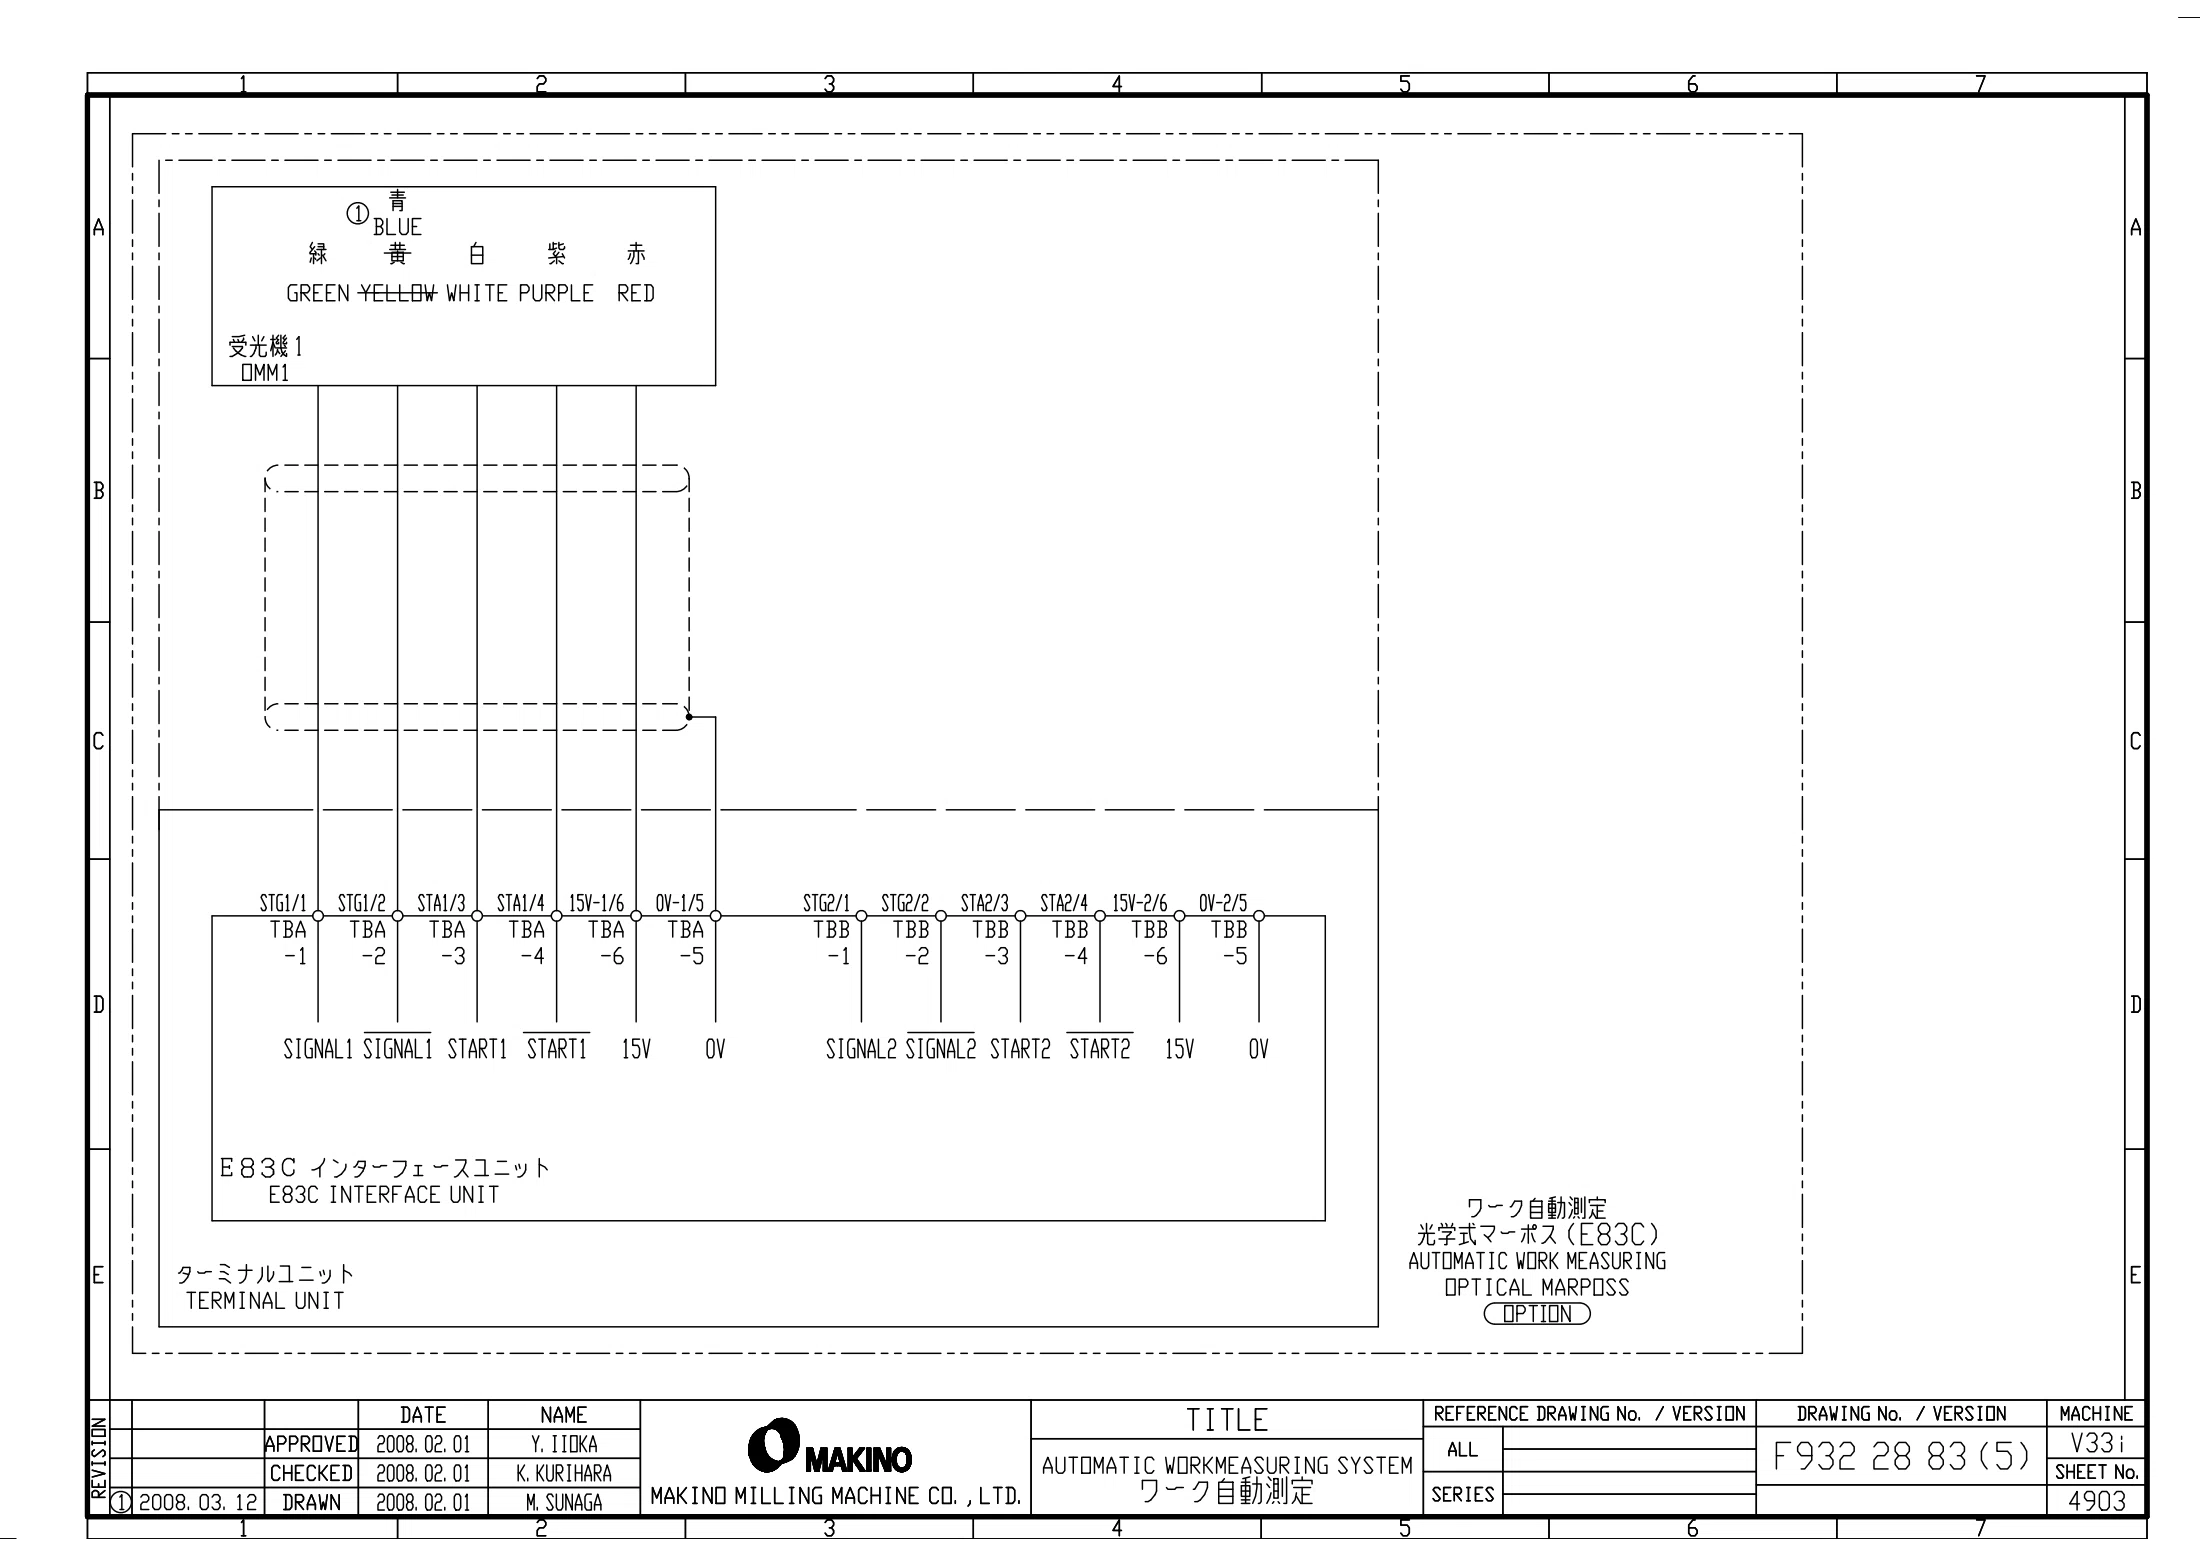 1 2 3 4 5 6 7
A A
青
① BLUE
緑 黄 白 紫 赤
GREEN YELLOW WHITE PURPLE RED
受光機1
OMM1
B B
C C
STG1/1 STG1/2 STA1/3 STA1/4 15V-1/6 0V-1/5 STG2/1 STG2/2 STA2/3 STA2/4 15V-2/6 0V-2/5
TBA TBA TBA TBA TBA TBA TBB TBB TBB TBB TBB TBB
-1 -2 -3 -4 -6 -5 -1 -2 -3 -4 -6 -5
D D
SIGNAL1 SIGNAL1 START1 START1 15V 0V SIGNAL2 SIGNAL2 START2 START2 15V 0V
E83C インターフェースユニット
E83C INTERFACE UNIT
ワーク自動測定
光学式マーポス(E83C)
AUTOMATIC WORK MEASURING
OPTICAL MARPOSS
OPTION
E E
ターミナルユニット
TERMINAL UNIT
REVISION
① 2008. 03. 12
DATE NAME
APPROVED 2008. 02. 01 Y. IIOKA
CHECKED 2008. 02. 01 K. KURIHARA
DRAWN 2008. 02. 01 M. SUNAGA
MAKINO
MAKINO MILLING MACHINE CO., LTD.
TITLE
AUTOMATIC WORKMEASURING SYSTEM
ワーク自動測定
REFERENCE DRAWING No. / VERSION
ALL
SERIES
DRAWING No. / VERSION
F932 28 83(5)
MACHINE
V33i
SHEET No.
4903
1 2 3 4 5 6 7